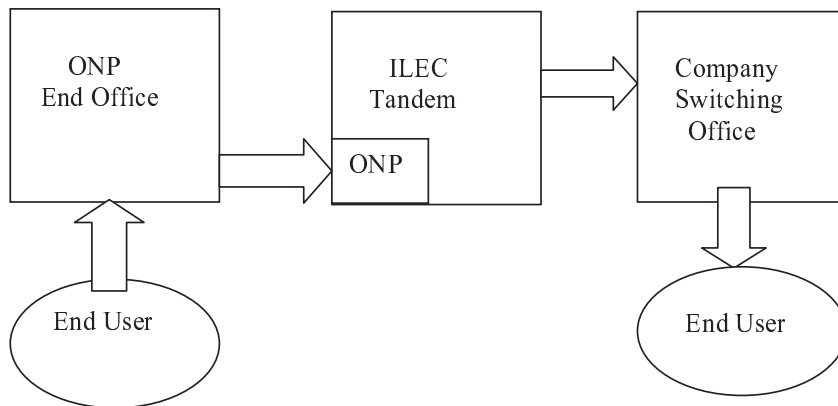 ONP
End Office
ILEC
Tandem
ONP
Company
Switching
Office
End User
End User